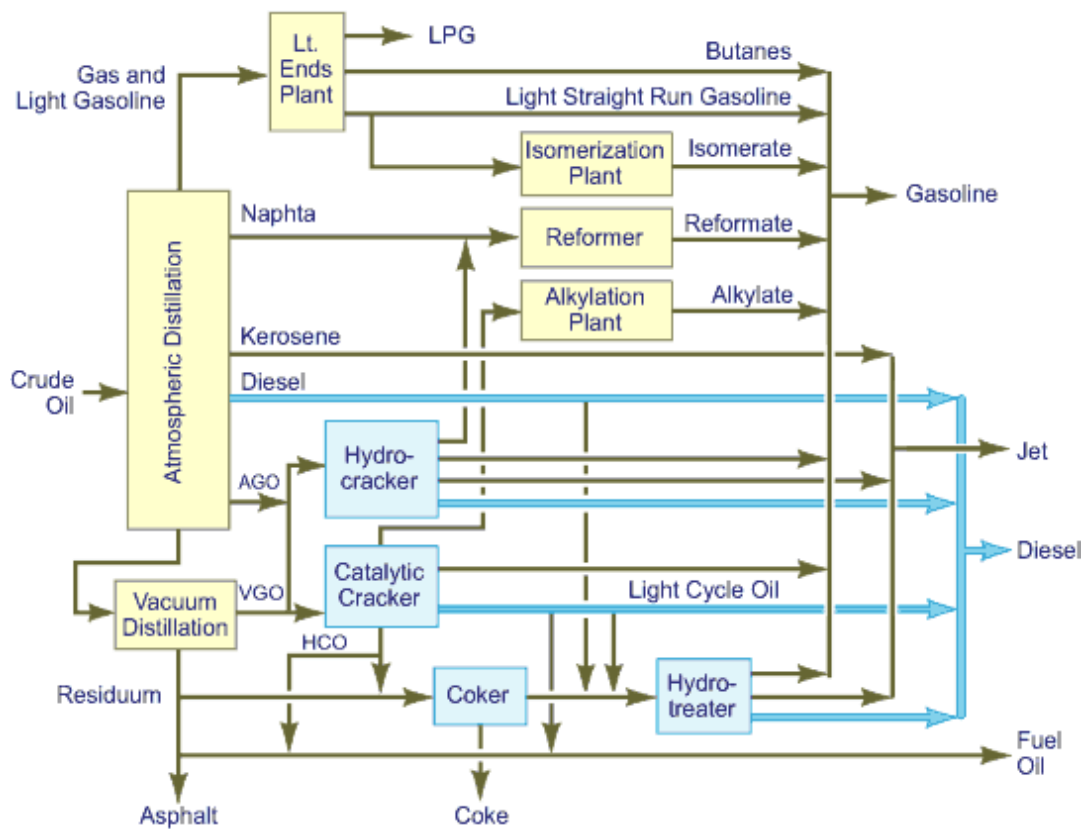 Lt.
Ends
Plant
LPG
Butanes
Gas and
Light Gasoline
Light Straight Run Gasoline
Isomerization
Plant
Isomerate
Gasoline
Naphta
Reformer
Reformate
Alkylation
Plant
Alkylate
Atmospheric Distillation
Kerosene
Crude
Oil
Diesel
Jet
AGO
Hydro-
cracker
Diesel
VGO
Catalytic
Cracker
Light Cycle Oil
Vacuum
Distillation
HCO
Residuum
Coker
Hydro-
treater
Fuel
Oil
Asphalt
Coke